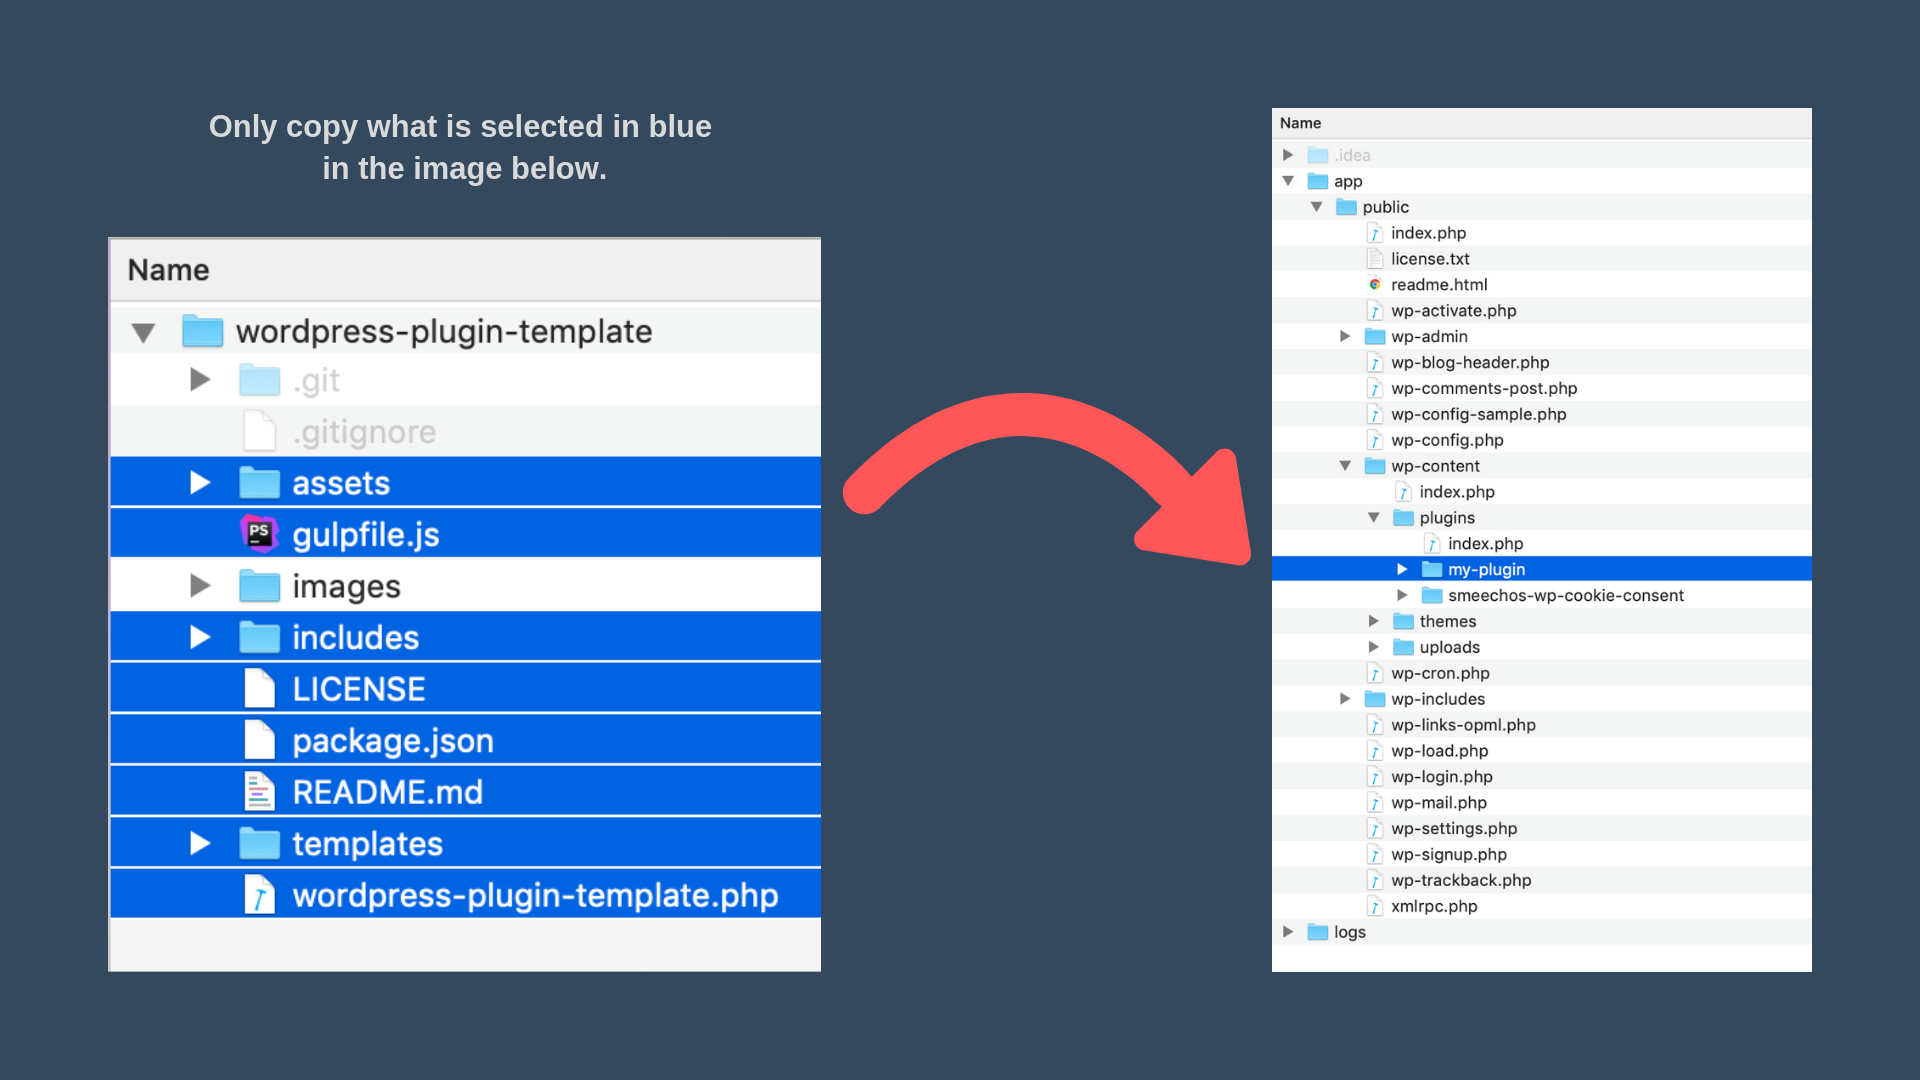 Only copy what is selected in blue
in the image below.
Name
wordpress-plugin-template
.git
.gitignore
assets
PS
gulpfile.js
images
includes
LICENSE
package.json
README.md
templates
wordpress-plugin-template.php
Name
.idea
app
public
index.php
license.txt
readme.html
wp-activate.php
wp-admin
wp-blog-header.php
wp-comments-post.php
wp-config-sample.php
wp-config.php
wp-content
index.php
plugins
index.php
my-plugin
smeechos-wp-cookie-consent
themes
uploads
wp-cron.php
wp-includes
wp-links-opml.php
wp-load.php
wp-login.php
wp-mail.php
wp-settings.php
wp-signup.php
wp-trackback.php
xmlrpc.php
logs